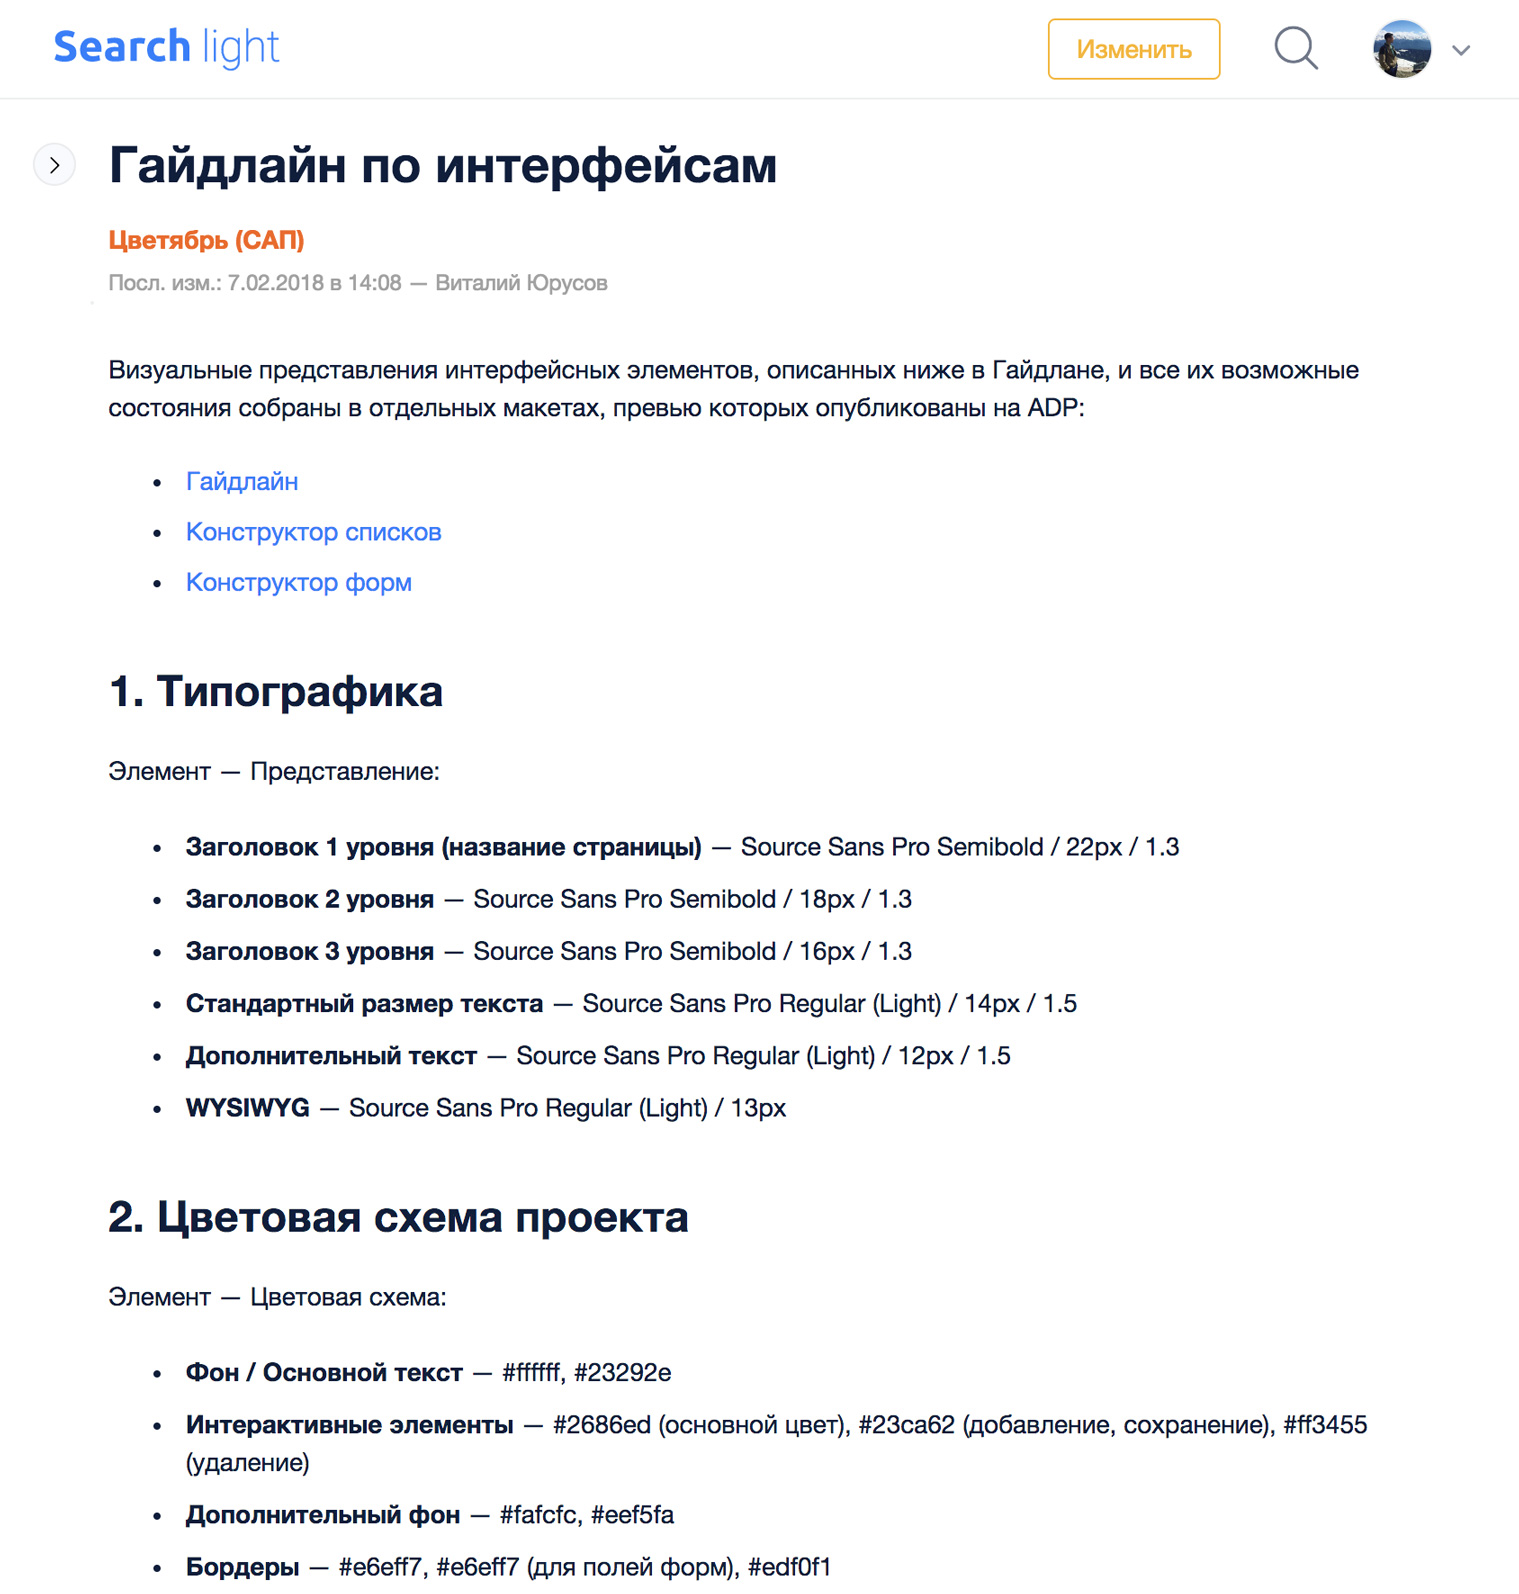 Search light
Изменить
Гайдлайн по интерфейсам
Цветябрь (САП)
Посл. изм.: 7.02.2018 в 14:08 — Виталий Юрусов
Визуальные представления интерфейсных элементов, описанных ниже в Гайдлане, и все их возможные
состояния собраны в отдельных макетах, превью которых опубликованы на ADP:
• Гайдлайн
• Конструктор списков
• Конструктор форм
1. Типографика
Элемент — Представление:
• Заголовок 1 уровня (название страницы) — Source Sans Pro Semibold / 22px / 1.3
• Заголовок 2 уровня — Source Sans Pro Semibold / 18px / 1.3
• Заголовок 3 уровня — Source Sans Pro Semibold / 16px / 1.3
• Стандартный размер текста — Source Sans Pro Regular (Light) / 14px / 1.5
• Дополнительный текст — Source Sans Pro Regular (Light) / 12px / 1.5
• WYSIWYG — Source Sans Pro Regular (Light) / 13px
2. Цветовая схема проекта
Элемент — Цветовая схема:
• Фон / Основной текст — #ffffff, #23292e
• Интерактивные элементы — #2686ed (основной цвет), #23ca62 (добавление, сохранение), #ff3455
(удаление)
• Дополнительный фон — #fafcfc, #eef5fa
• Бордеры — #e6eff7, #e6eff7 (для полей форм), #edf0f1